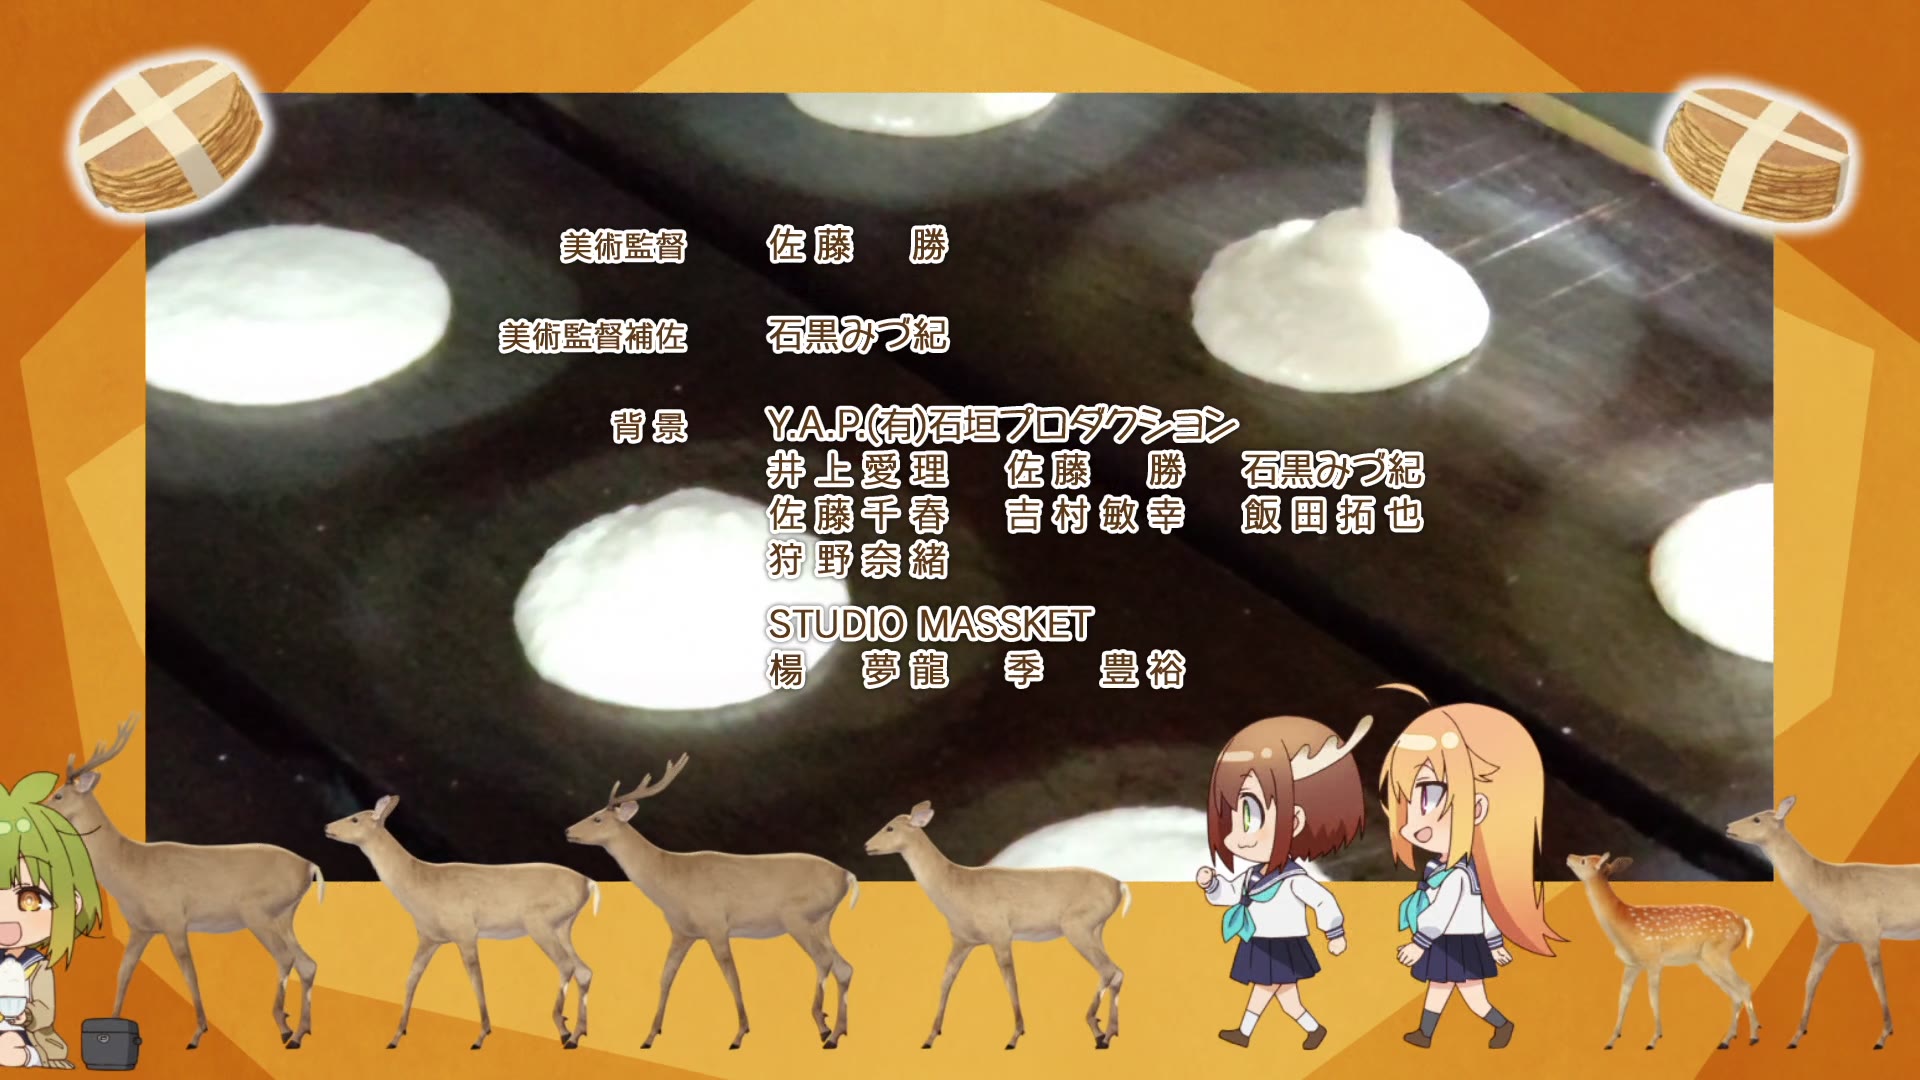 美術監督 佐藤 勝
美術監督補佐 石黒みづ紀
背景 Y.A.P.(有)石垣プロダクション
井上愛理 佐藤 勝 石黒みづ紀
佐藤千春 吉村敏幸 飯田拓也
狩野奈緒
STUDIO MASSKET
楊 夢龍 季 豊裕